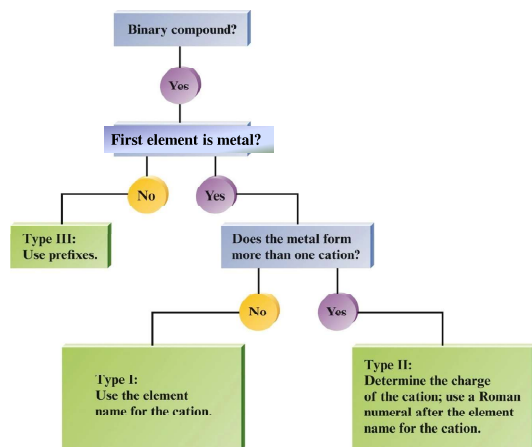 Binary compound?
Yes
First element is metal?
No
Yes
Type III:
Use prefixes.
Does the metal form
more than one cation?
No
Yes
Type I:
Use the element
name for the cation.
Type II:
Determine the charge
of the cation; use a Roman
numeral after the element
name for the cation.